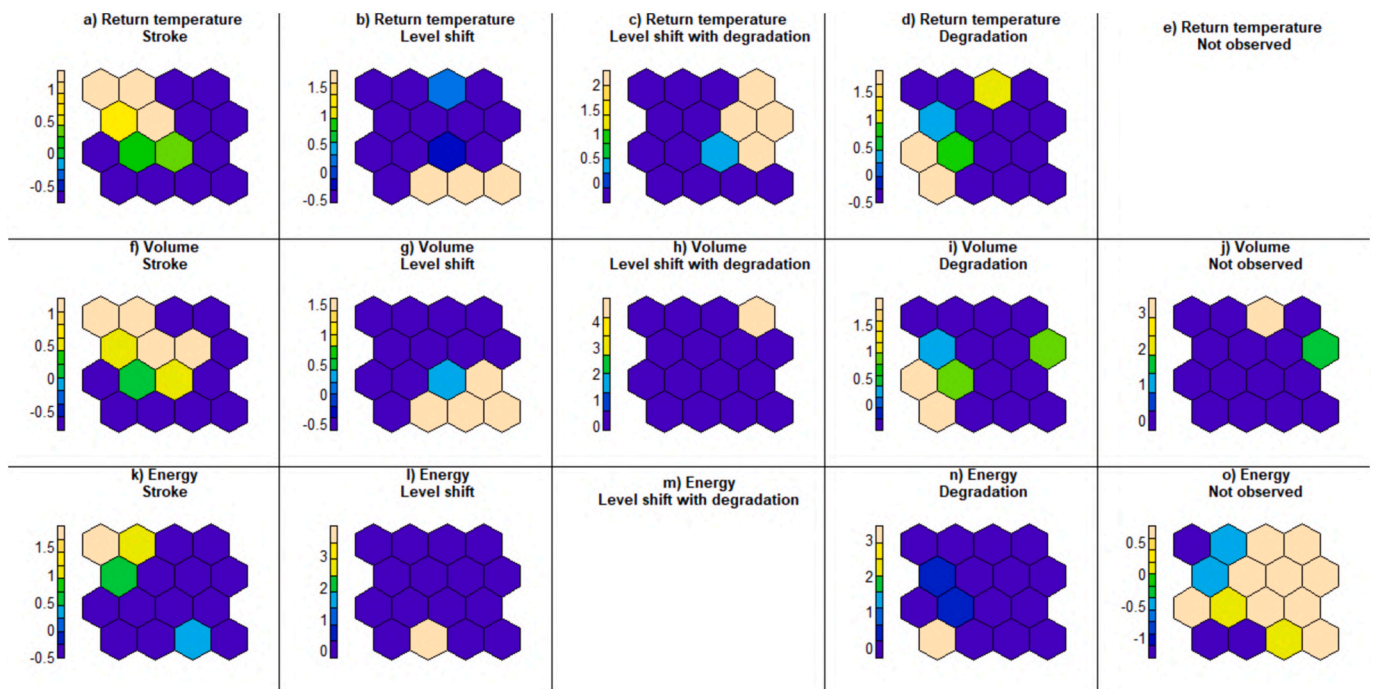 a) Return temperature
Stroke
b) Return temperature
Level shift
c) Return temperature
Level shift with degradation
d) Return temperature
Degradation
e) Return temperature
Not observed
1
0.5
0
-0.5
1.5
1
0.5
0
-0.5
2
1.5
1
0.5
0
1.5
1
0.5
0
-0.5
f) Volume
Stroke
g) Volume
Level shift
h) Volume
Level shift with degradation
i) Volume
Degradation
j) Volume
Not observed
1
0.5
0
-0.5
1.5
1
0.5
0
-0.5
4
3
2
1
0
1.5
1
0.5
0
3
2
1
0
k) Energy
Stroke
l) Energy
Level shift
m) Energy
Level shift with degradation
n) Energy
Degradation
o) Energy
Not observed
1.5
1
0.5
0
-0.5
3
2
1
0
3
2
1
0
0.5
0
-0.5
-1